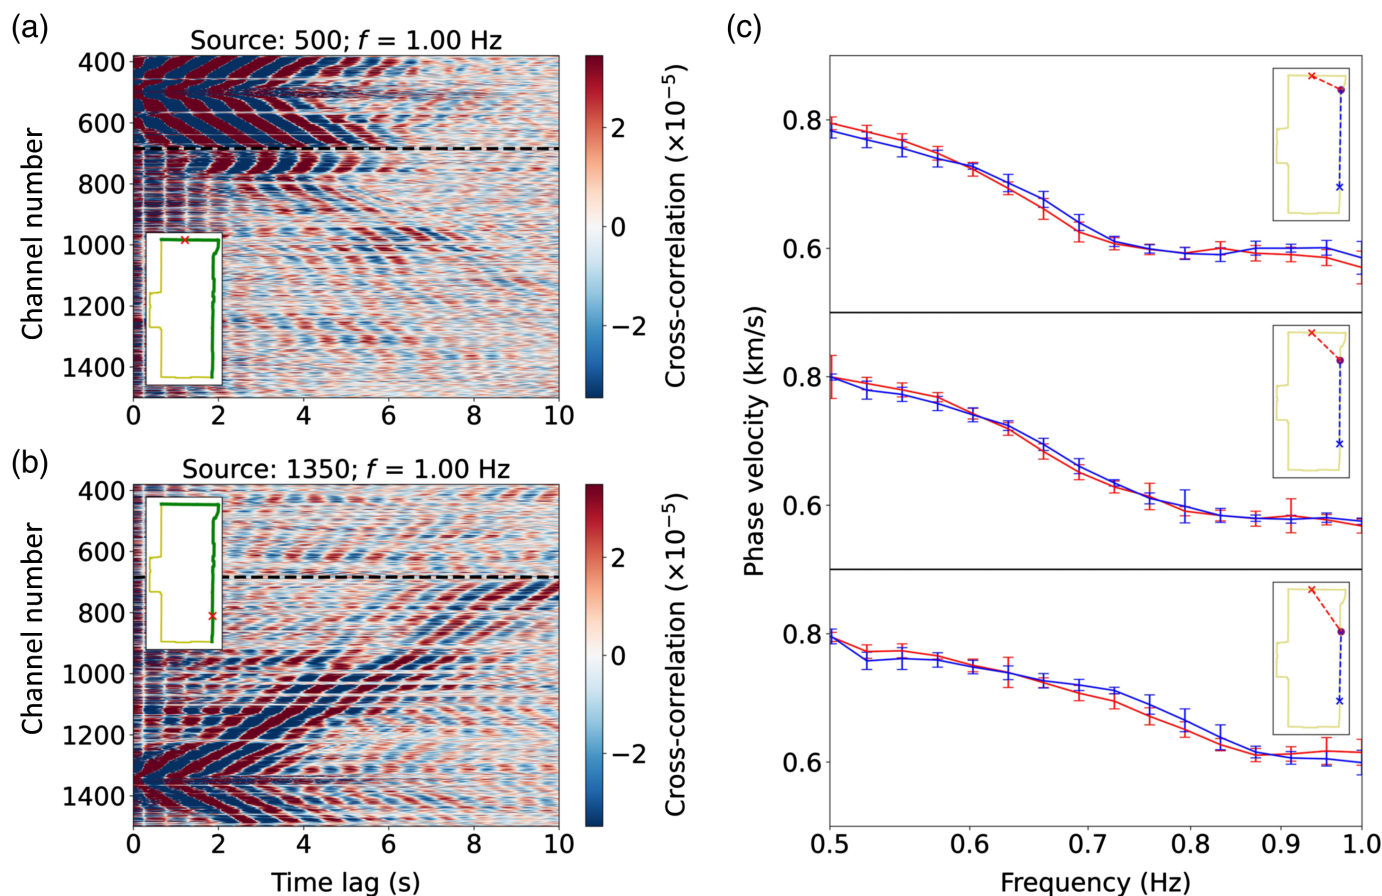 (a)
Source: 500; f = 1.00 Hz
400
600
800
1000
1200
1400
Channel number
0 2 4 6 8 10
2
0
−2
Cross-correlation (×10⁻⁵)
(b)
Source: 1350; f = 1.00 Hz
400
600
800
1000
1200
1400
Channel number
0 2 4 6 8 10
Time lag (s)
2
0
−2
Cross-correlation (×10⁻⁵)
(c)
0.8
0.6
0.8
0.6
0.8
0.6
Phase velocity (km/s)
0.5 0.6 0.7 0.8 0.9 1.0
Frequency (Hz)